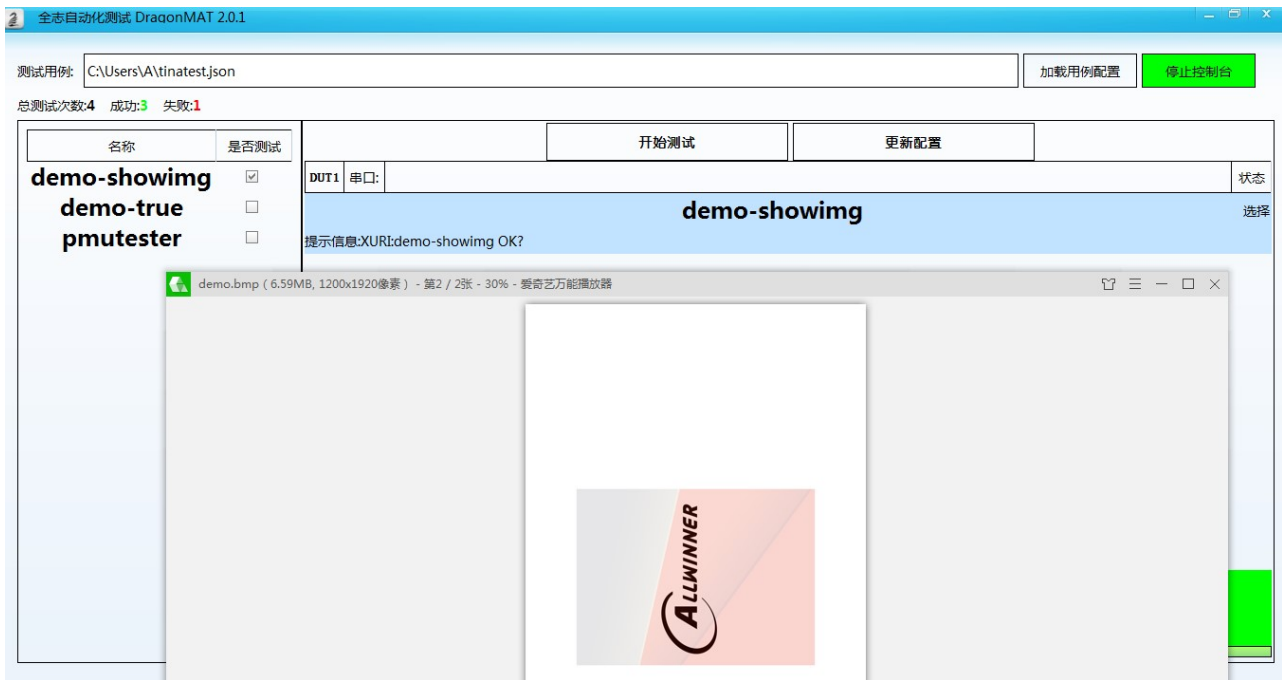 全志自动化测试 DragonMAT 2.0.1
测试用例: C:\Users\A\tinatest.json 加载用例配置 停止控制台
总测试次数:4 成功:3 失败:1
名称 是否测试
开始测试 更新配置
demo-showimg
demo-true
pmutester
DUT1 串口: 状态
demo-showimg 选择
提示信息:XURI:demo-showimg OK?
demo.bmp ( 6.59MB, 1200x1920像素 ) - 第2 / 2张 - 30% - 爱奇艺万能播放器
ALLWINNER